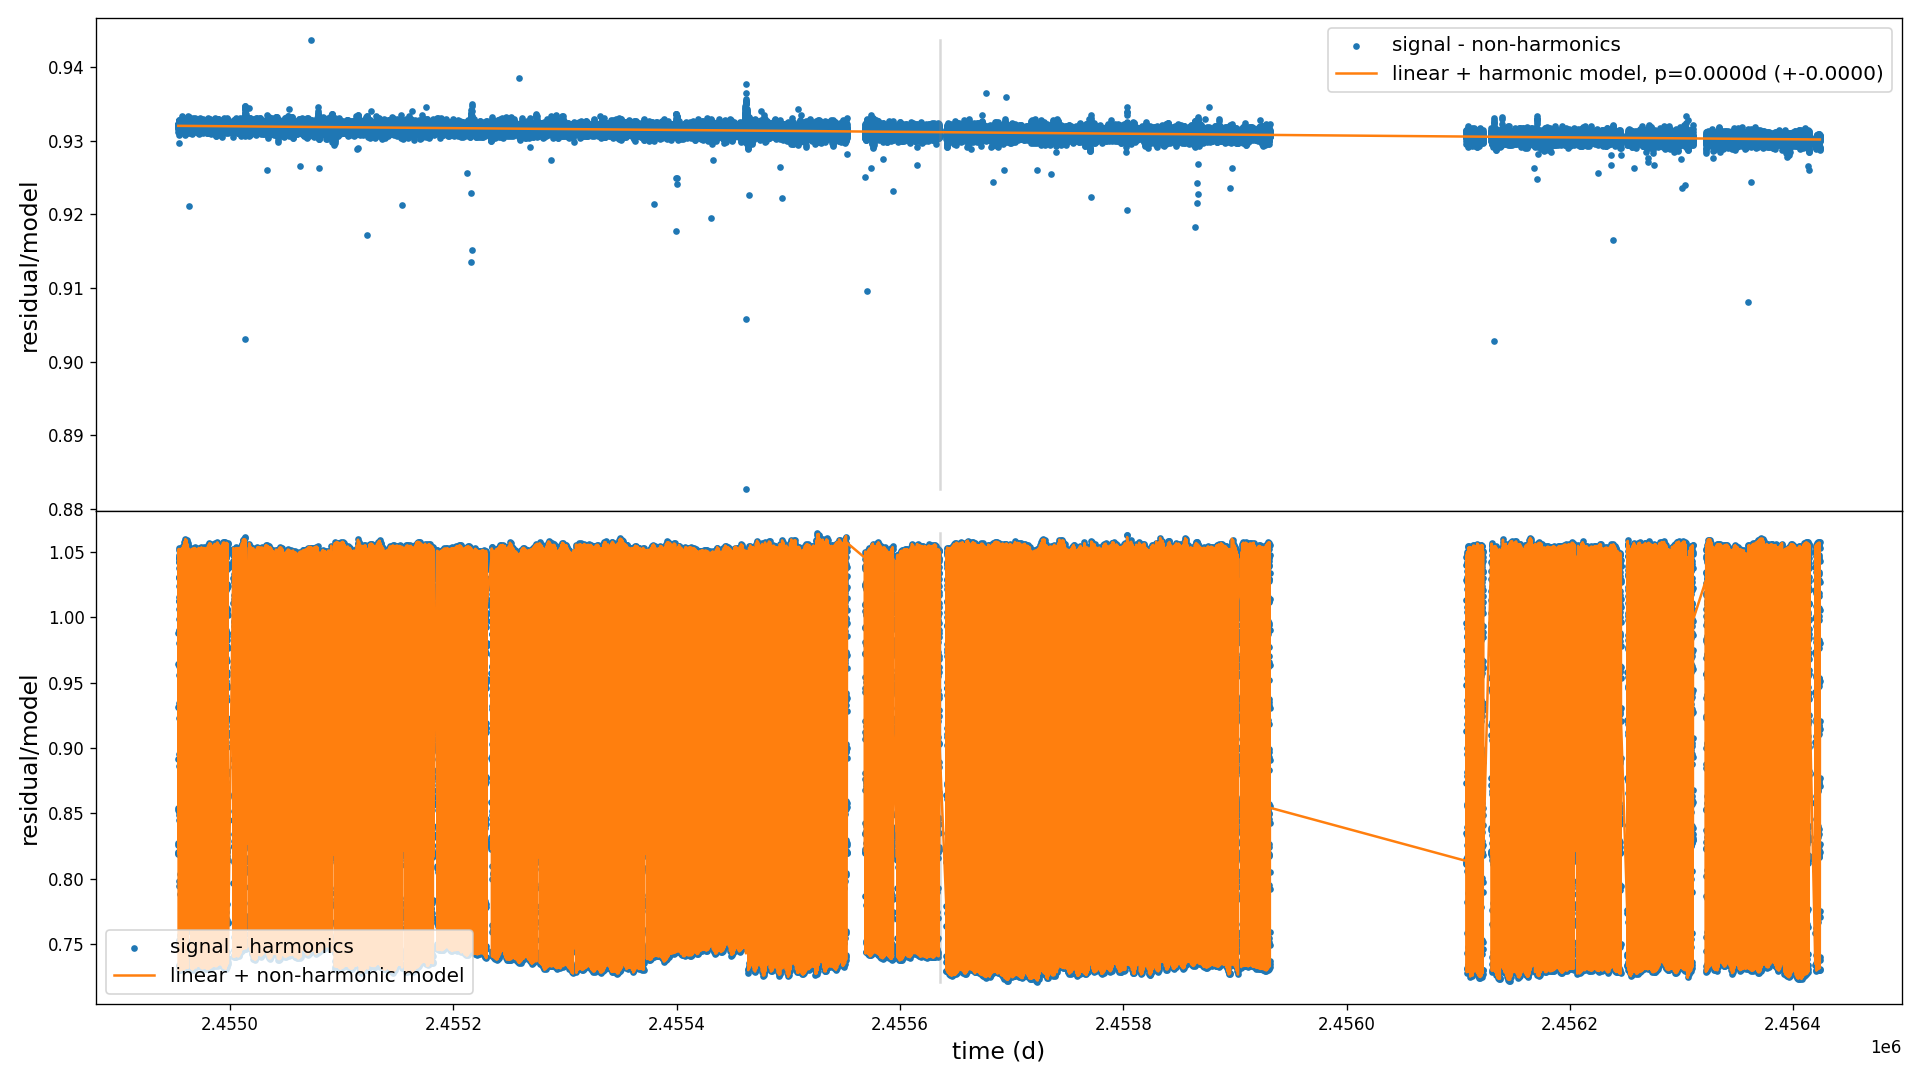 signal - non-harmonics
linear + harmonic model, p=0.0000d (+-0.0000)
0.94
0.93
0.92
0.91
0.90
0.89
0.88
residual/model
1.05
1.00
0.95
0.90
0.85
0.80
0.75
residual/model
signal - harmonics
linear + non-harmonic model
2.4550
2.4552
2.4554
2.4556
2.4558
2.4560
2.4562
2.4564
1e6
time (d)